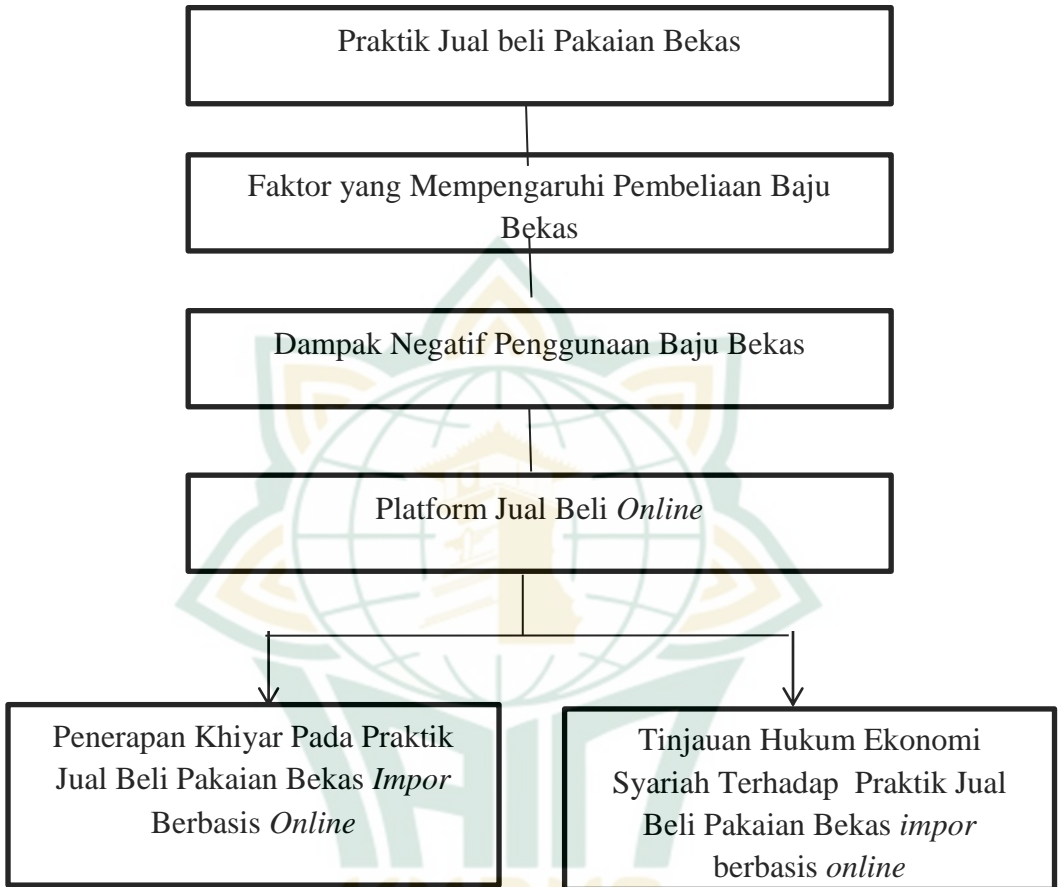 Praktik Jual beli Pakaian Bekas
Faktor yang Mempengaruhi Pembeliaan Baju
Bekas
Dampak Negatif Penggunaan Baju Bekas
Platform Jual Beli Online
Penerapan Khiyar Pada Praktik
Jual Beli Pakaian Bekas Impor
Berbasis Online
Tinjauan Hukum Ekonomi
Syariah Terhadap Praktik Jual
Beli Pakaian Bekas impor
berbasis online